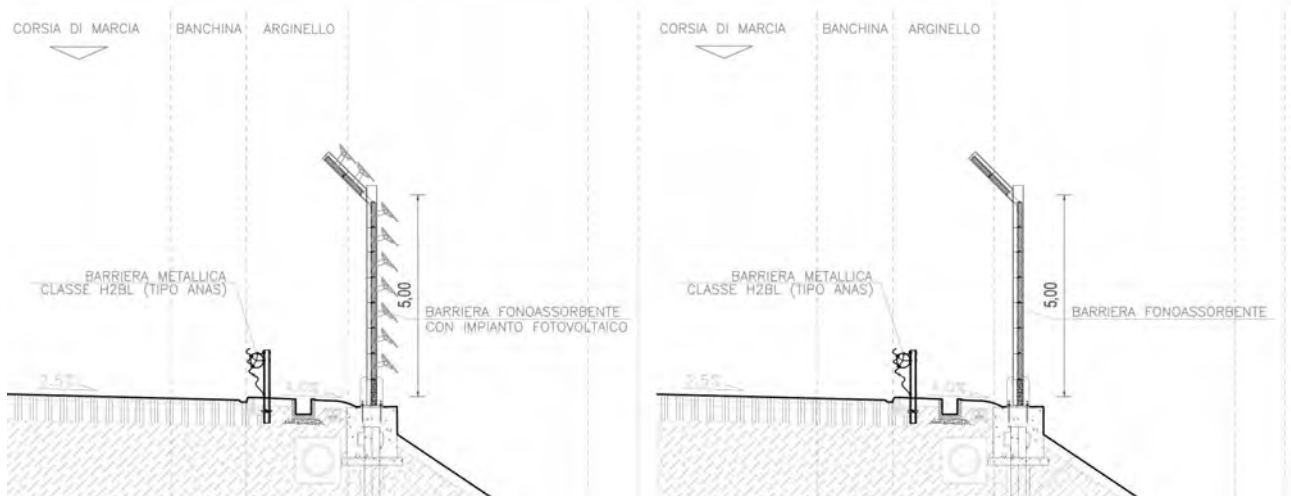 CORSIA DI MARCIA BANCHINA ARGINELLO
BARRIERA METALLICA
CLASSE H2BL (TIPO ANAS)
5,00
BARRIERA FONOASSORBENTE
CON IMPIANTO FOTOVOLTAICO
2.5%
4.0%
CORSIA DI MARCIA BANCHINA ARGINELLO
BARRIERA METALLICA
CLASSE H2BL (TIPO ANAS)
5,00
BARRIERA FONOASSORBENTE
2.5%
4.0%